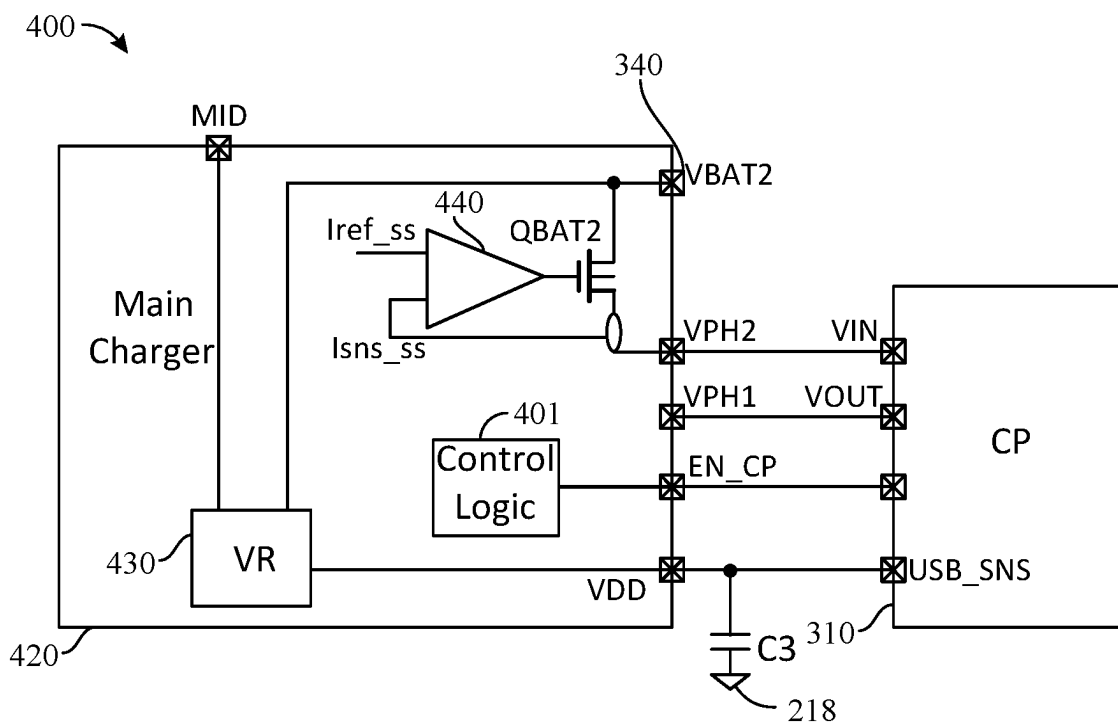 400
340
MID
VBAT2
440
Iref_ss
QBAT2
Main
Charger
Isns_ss
VPH2
VIN
VPH1
VOUT
401
Control
Logic
EN_CP
CP
430
VR
VDD
USB_SNS
310
420
C3
218